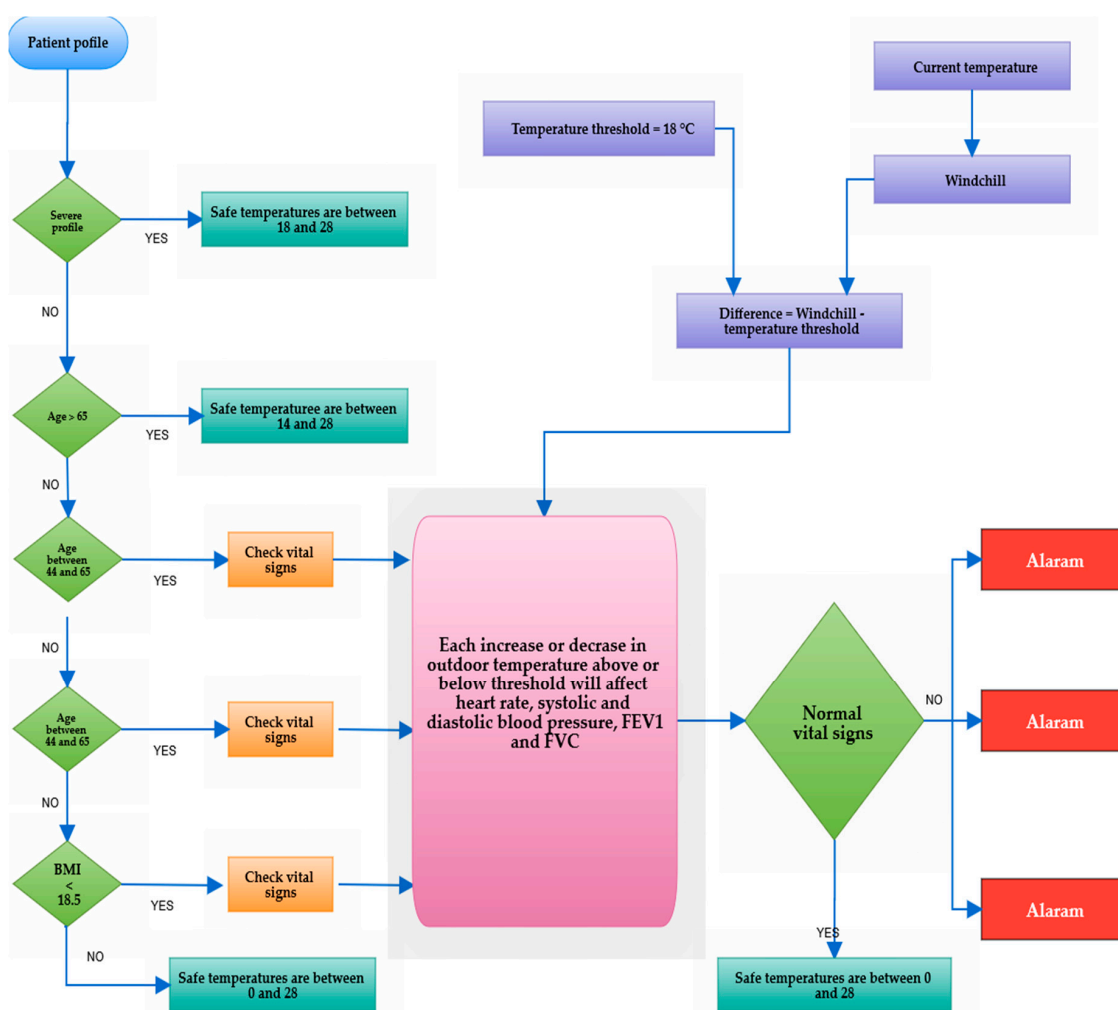 Patient pofile
Current temperature
Temperature threshold = 18 °C
Windchill
Severe
profile
YES
Safe temperatures are between
18 and 28
NO
Difference = Windchill -
temperature threshold
Age > 65
YES
Safe temperaturee are between
14 and 28
NO
Age
between
44 and 65
YES
Check vital
signs
NO
Age
between
44 and 65
YES
Check vital
signs
NO
BMI
<
18.5
YES
Check vital
signs
NO
Safe temperatures are between
0 and 28
Each increase or decrase in
outdoor temperature above or
below threshold will affect
heart rate, systolic and
diastolic blood pressure, FEV1
and FVC
Normal
vital signs
NO
Alaram
Alaram
Alaram
YES
Safe temperatures are between 0
and 28